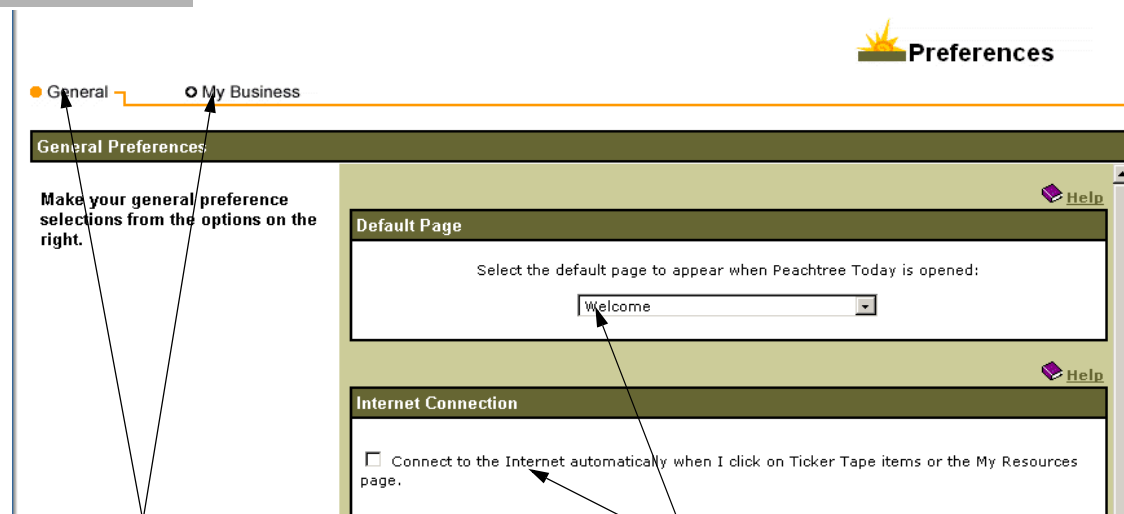 Preferences
General
My Business
General Preferences
Make your general preference
selections from the options on the
right.
Help
Default Page
Select the default page to appear when Peachtree Today is opened:
Welcome
Help
Internet Connection
Connect to the Internet automatically when I click on Ticker Tape items or the My Resources
page.